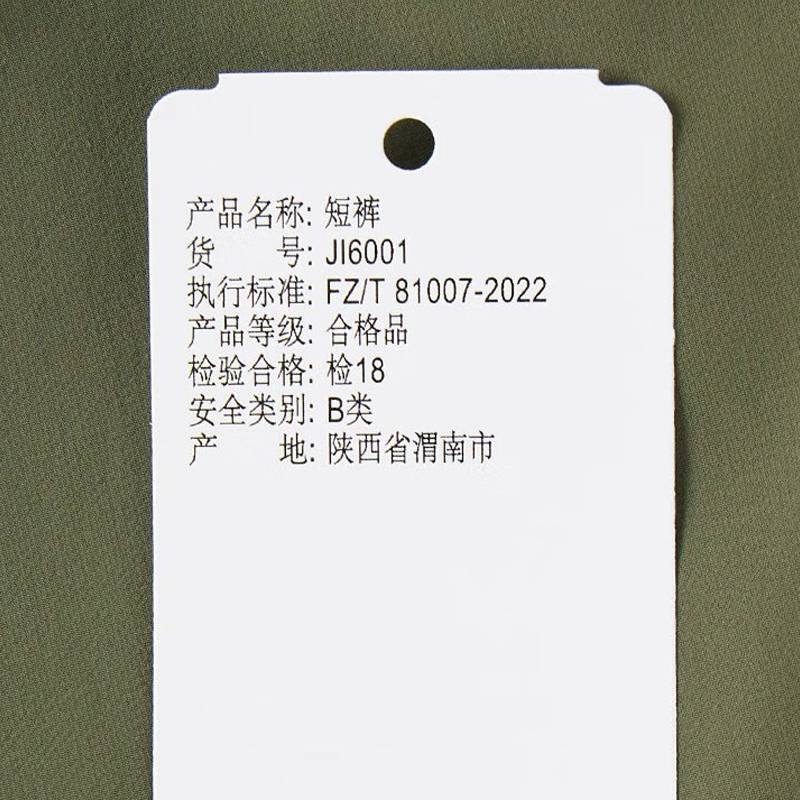 产品名称: 短裤
货 号: JI6001
执行标准: FZ/T 81007-2022
产品等级: 合格品
检验合格: 检18
安全类别: B类
产 地: 陕西省渭南市